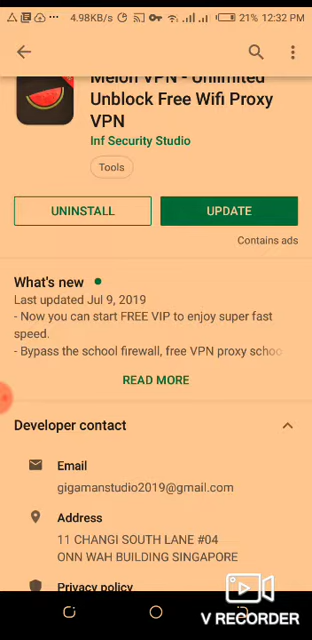 4.98KB/s 21% 12:32 PM
Melon VPN - Unlimited
Unblock Free Wifi Proxy
VPN
Inf Security Studio
Tools
UNINSTALL
UPDATE
Contains ads
What's new
Last updated Jul 9, 2019
- Now you can start FREE VIP to enjoy super fast
speed.
- Bypass the school firewall, free VPN proxy schoo
READ MORE
Developer contact
Email
gigamanstudio2019@gmail.com
Address
11 CHANGI SOUTH LANE #04
ONN WAH BUILDING SINGAPORE
Privacy policy
V RECORDER